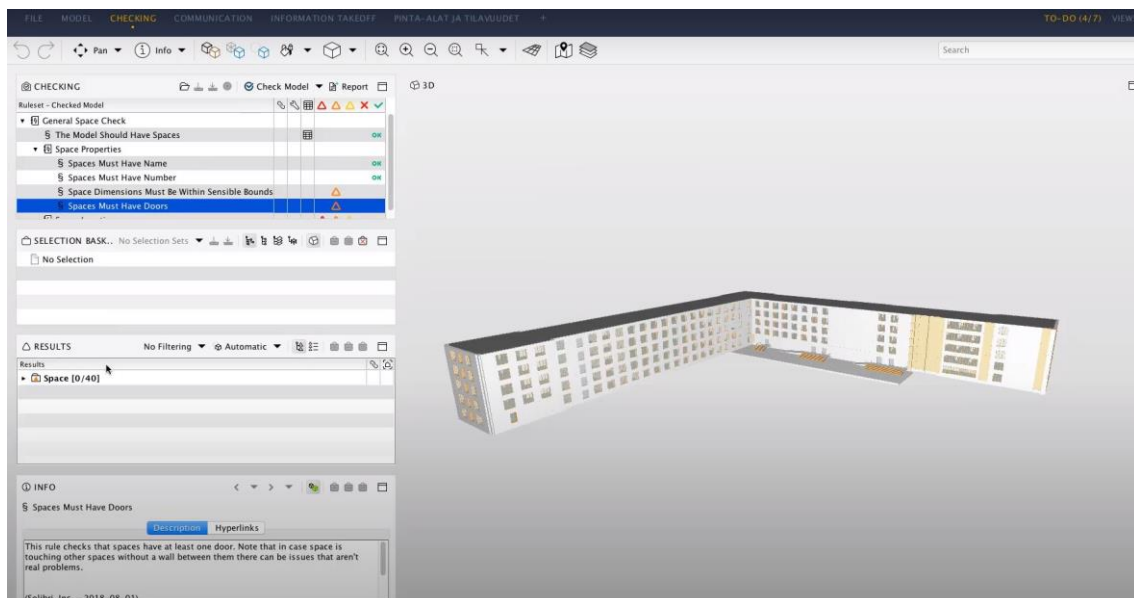 FILE MODEL CHECKING COMMUNICATION INFORMATION TAKEOFF PINTA-ALAT JA TILAVUUDET + TO-DO (4/7) VIEW
Pan Info Search
CHECKING Check Model Report
3D
Ruleset - Checked Model
General Space Check
§ The Model Should Have Spaces OK
Space Properties
§ Spaces Must Have Name OK
§ Spaces Must Have Number OK
§ Space Dimensions Must Be Within Sensible Bounds
§ Spaces Must Have Doors
SELECTION BASK.. No Selection Sets
No Selection
RESULTS No Filtering Automatic
Results
Space [0/40]
INFO
§ Spaces Must Have Doors
Description Hyperlinks
This rule checks that spaces have at least one door. Note that in case space is
touching other spaces without a wall between them there can be issues that aren't
real problems.